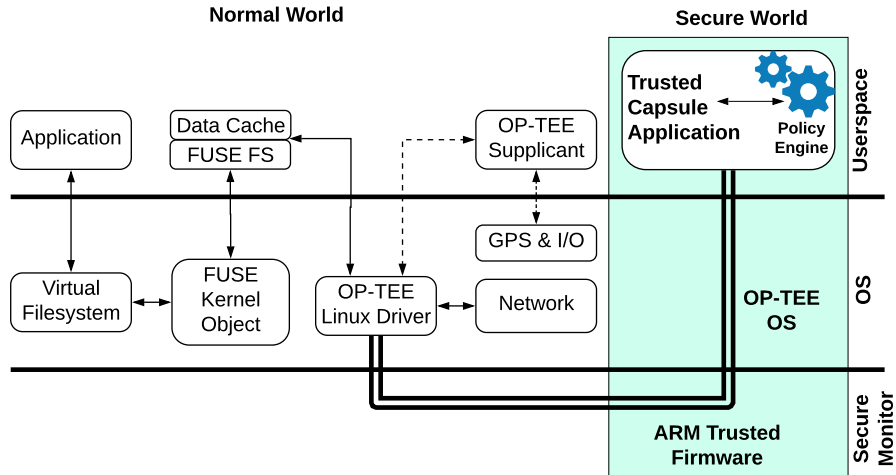 Normal World
Secure World
Application
Data Cache
FUSE FS
OP-TEE
Supplicant
Trusted
Capsule
Application
Policy
Engine
Userspace
GPS & I/O
Virtual
Filesystem
FUSE
Kernel
Object
OP-TEE
Linux Driver
Network
OP-TEE
OS
OS
ARM Trusted
Firmware
Secure
Monitor